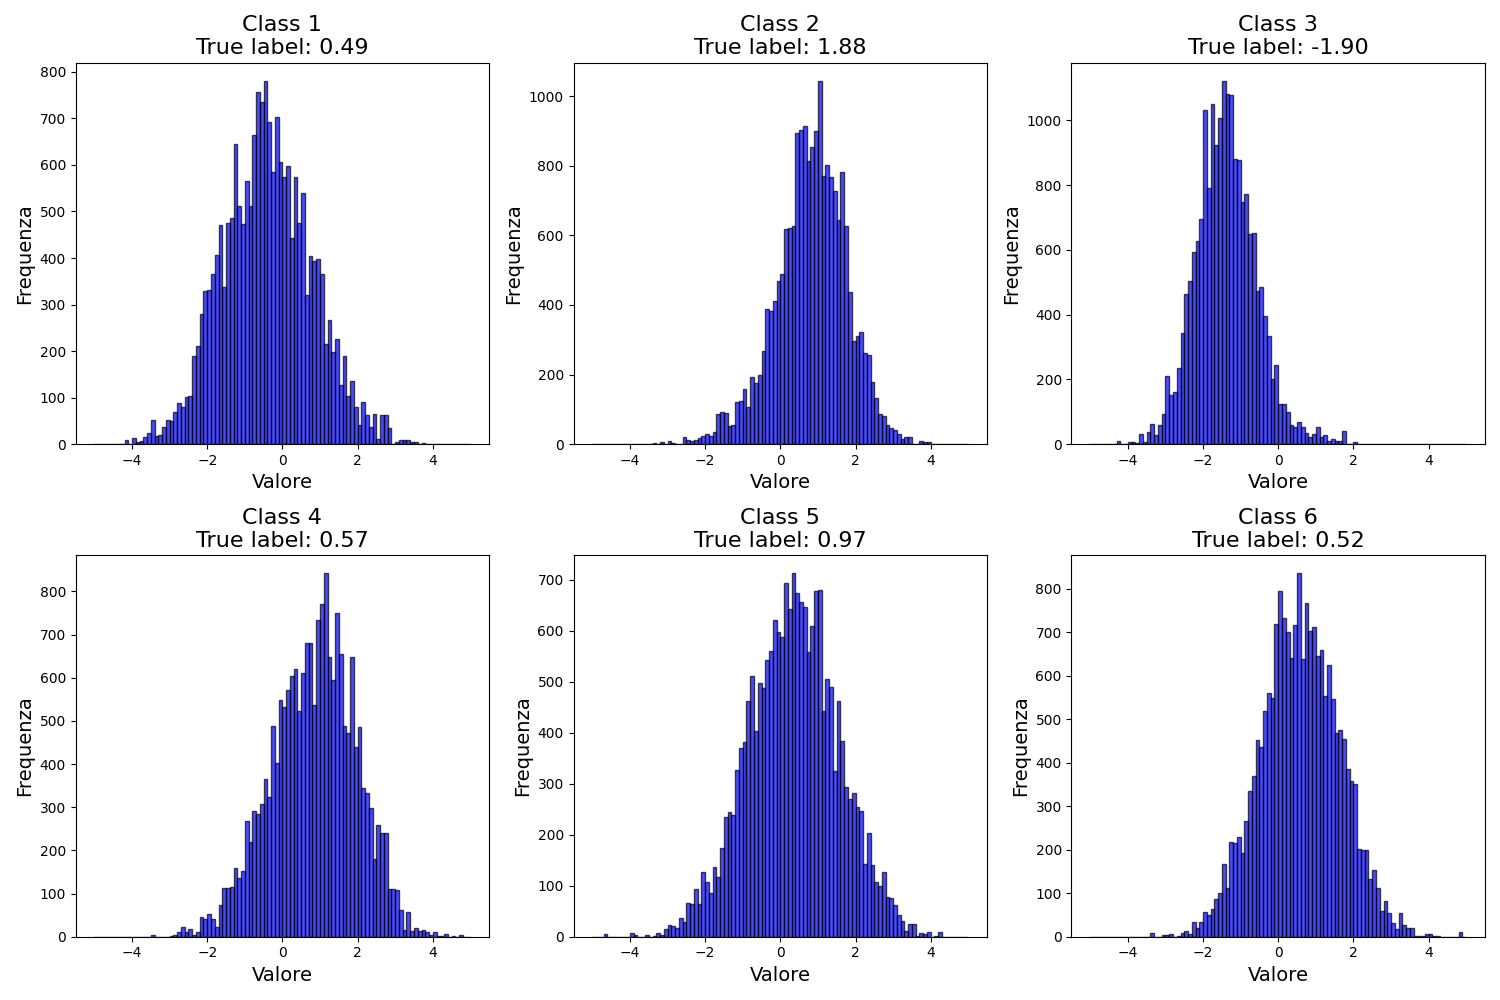 Class 1
True label: 0.49
800
700
600
500
400
300
200
100
0
Frequenza
−4 −2 0 2 4
Valore
Class 2
True label: 1.88
1000
800
600
400
200
0
Frequenza
−4 −2 0 2 4
Valore
Class 3
True label: -1.90
1000
800
600
400
200
0
Frequenza
−4 −2 0 2 4
Valore
Class 4
True label: 0.57
800
700
600
500
400
300
200
100
0
Frequenza
−4 −2 0 2 4
Valore
Class 5
True label: 0.97
700
600
500
400
300
200
100
0
Frequenza
−4 −2 0 2 4
Valore
Class 6
True label: 0.52
800
700
600
500
400
300
200
100
0
Frequenza
−4 −2 0 2 4
Valore